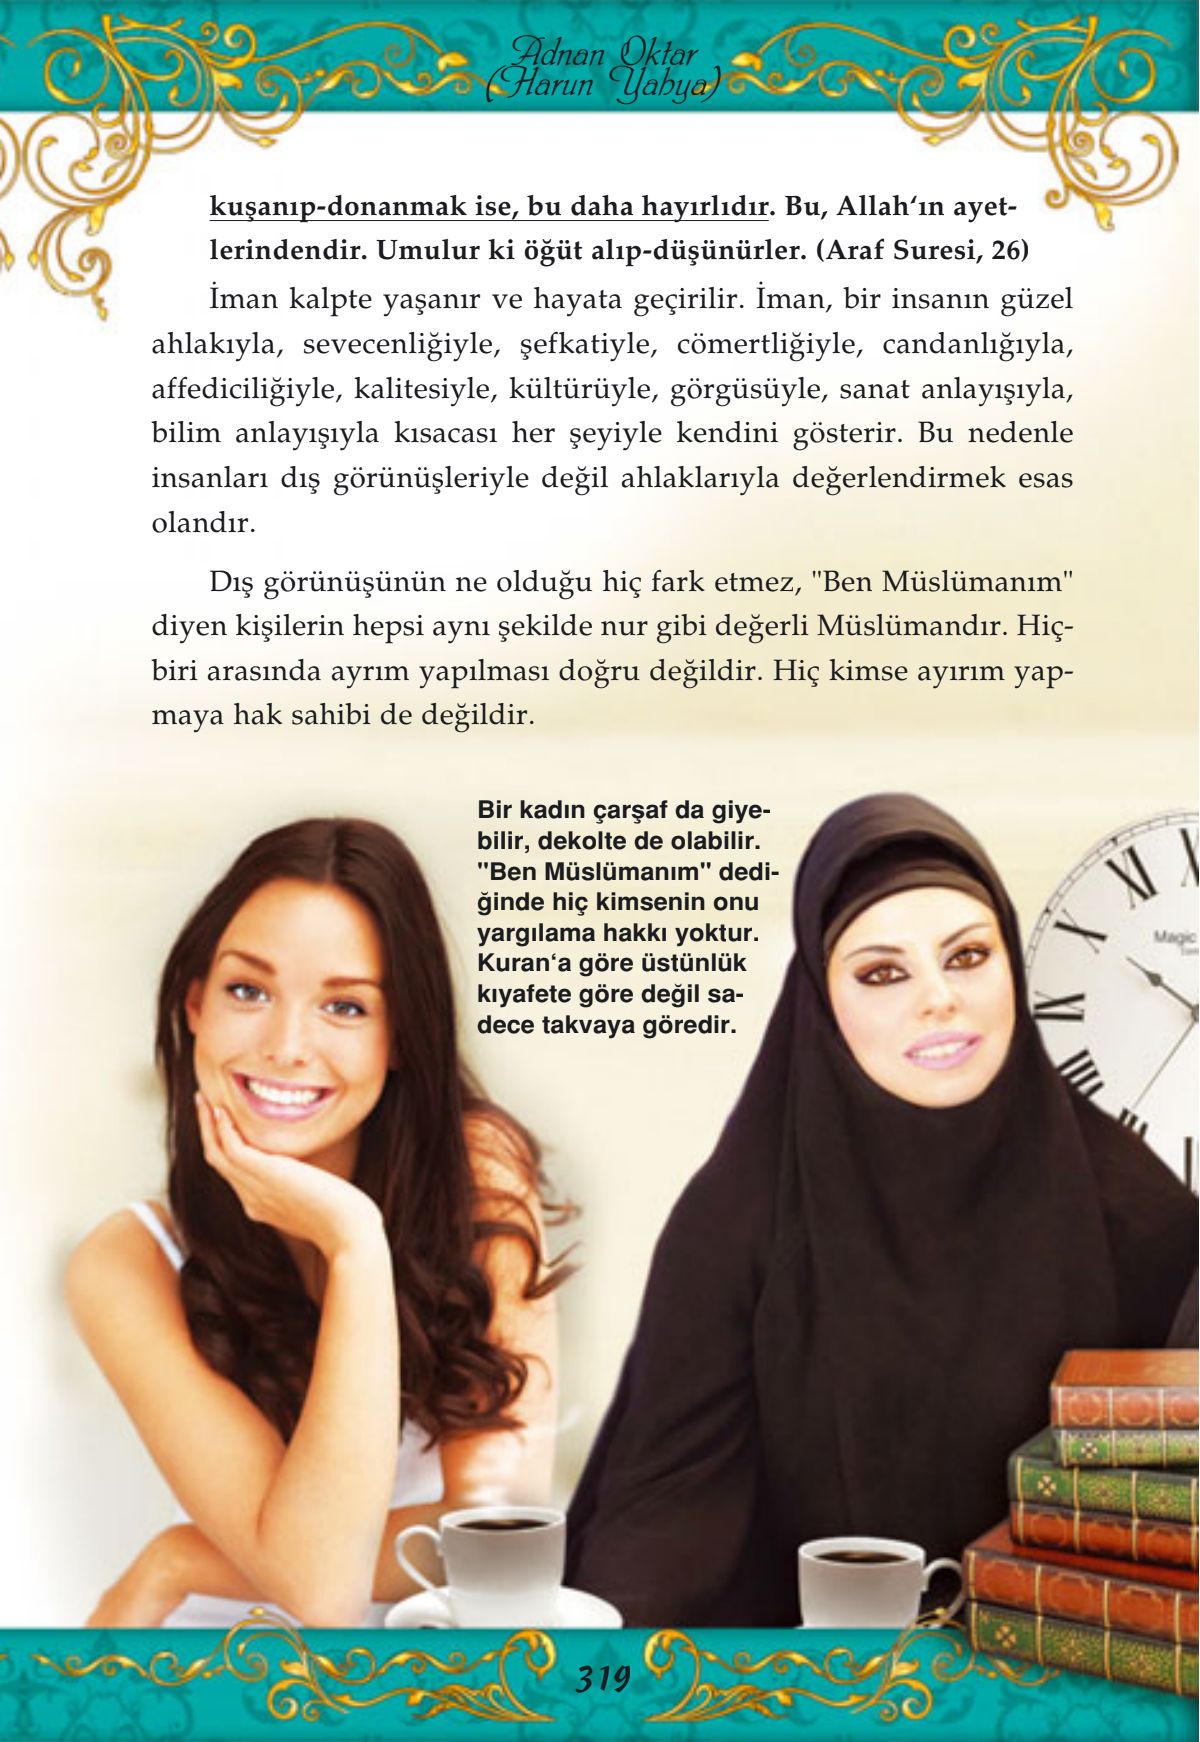 Adnan Oktar
(Harun Yahya)
kuşanıp-donanmak ise, bu daha hayırlıdır. Bu, Allah‘ın ayet-
lerindendir. Umulur ki öğüt alıp-düşünürler. (Araf Suresi, 26)
İman kalpte yaşanır ve hayata geçirilir. İman, bir insanın güzel
ahlakıyla, sevecenliğiyle, şefkatiyle, cömertliğiyle, candanlığıyla,
affediciliğiyle, kalitesiyle, kültürüyle, görgüsüyle, sanat anlayışıyla,
bilim anlayışıyla kısacası her şeyiyle kendini gösterir. Bu nedenle
insanları dış görünüşleriyle değil ahlaklarıyla değerlendirmek esas
olandır.
Dış görünüşünün ne olduğu hiç fark etmez, "Ben Müslümanım"
diyen kişilerin hepsi aynı şekilde nur gibi değerli Müslümandır. Hiç-
biri arasında ayrım yapılması doğru değildir. Hiç kimse ayırım yap-
maya hak sahibi de değildir.
Bir kadın çarşaf da giye-
bilir, dekolte de olabilir.
"Ben Müslümanım" dedi-
ğinde hiç kimsenin onu
yargılama hakkı yoktur.
Kuran‘a göre üstünlük
kıyafete göre değil sa-
dece takvaya göredir.
XI
X
IX
Magic
319